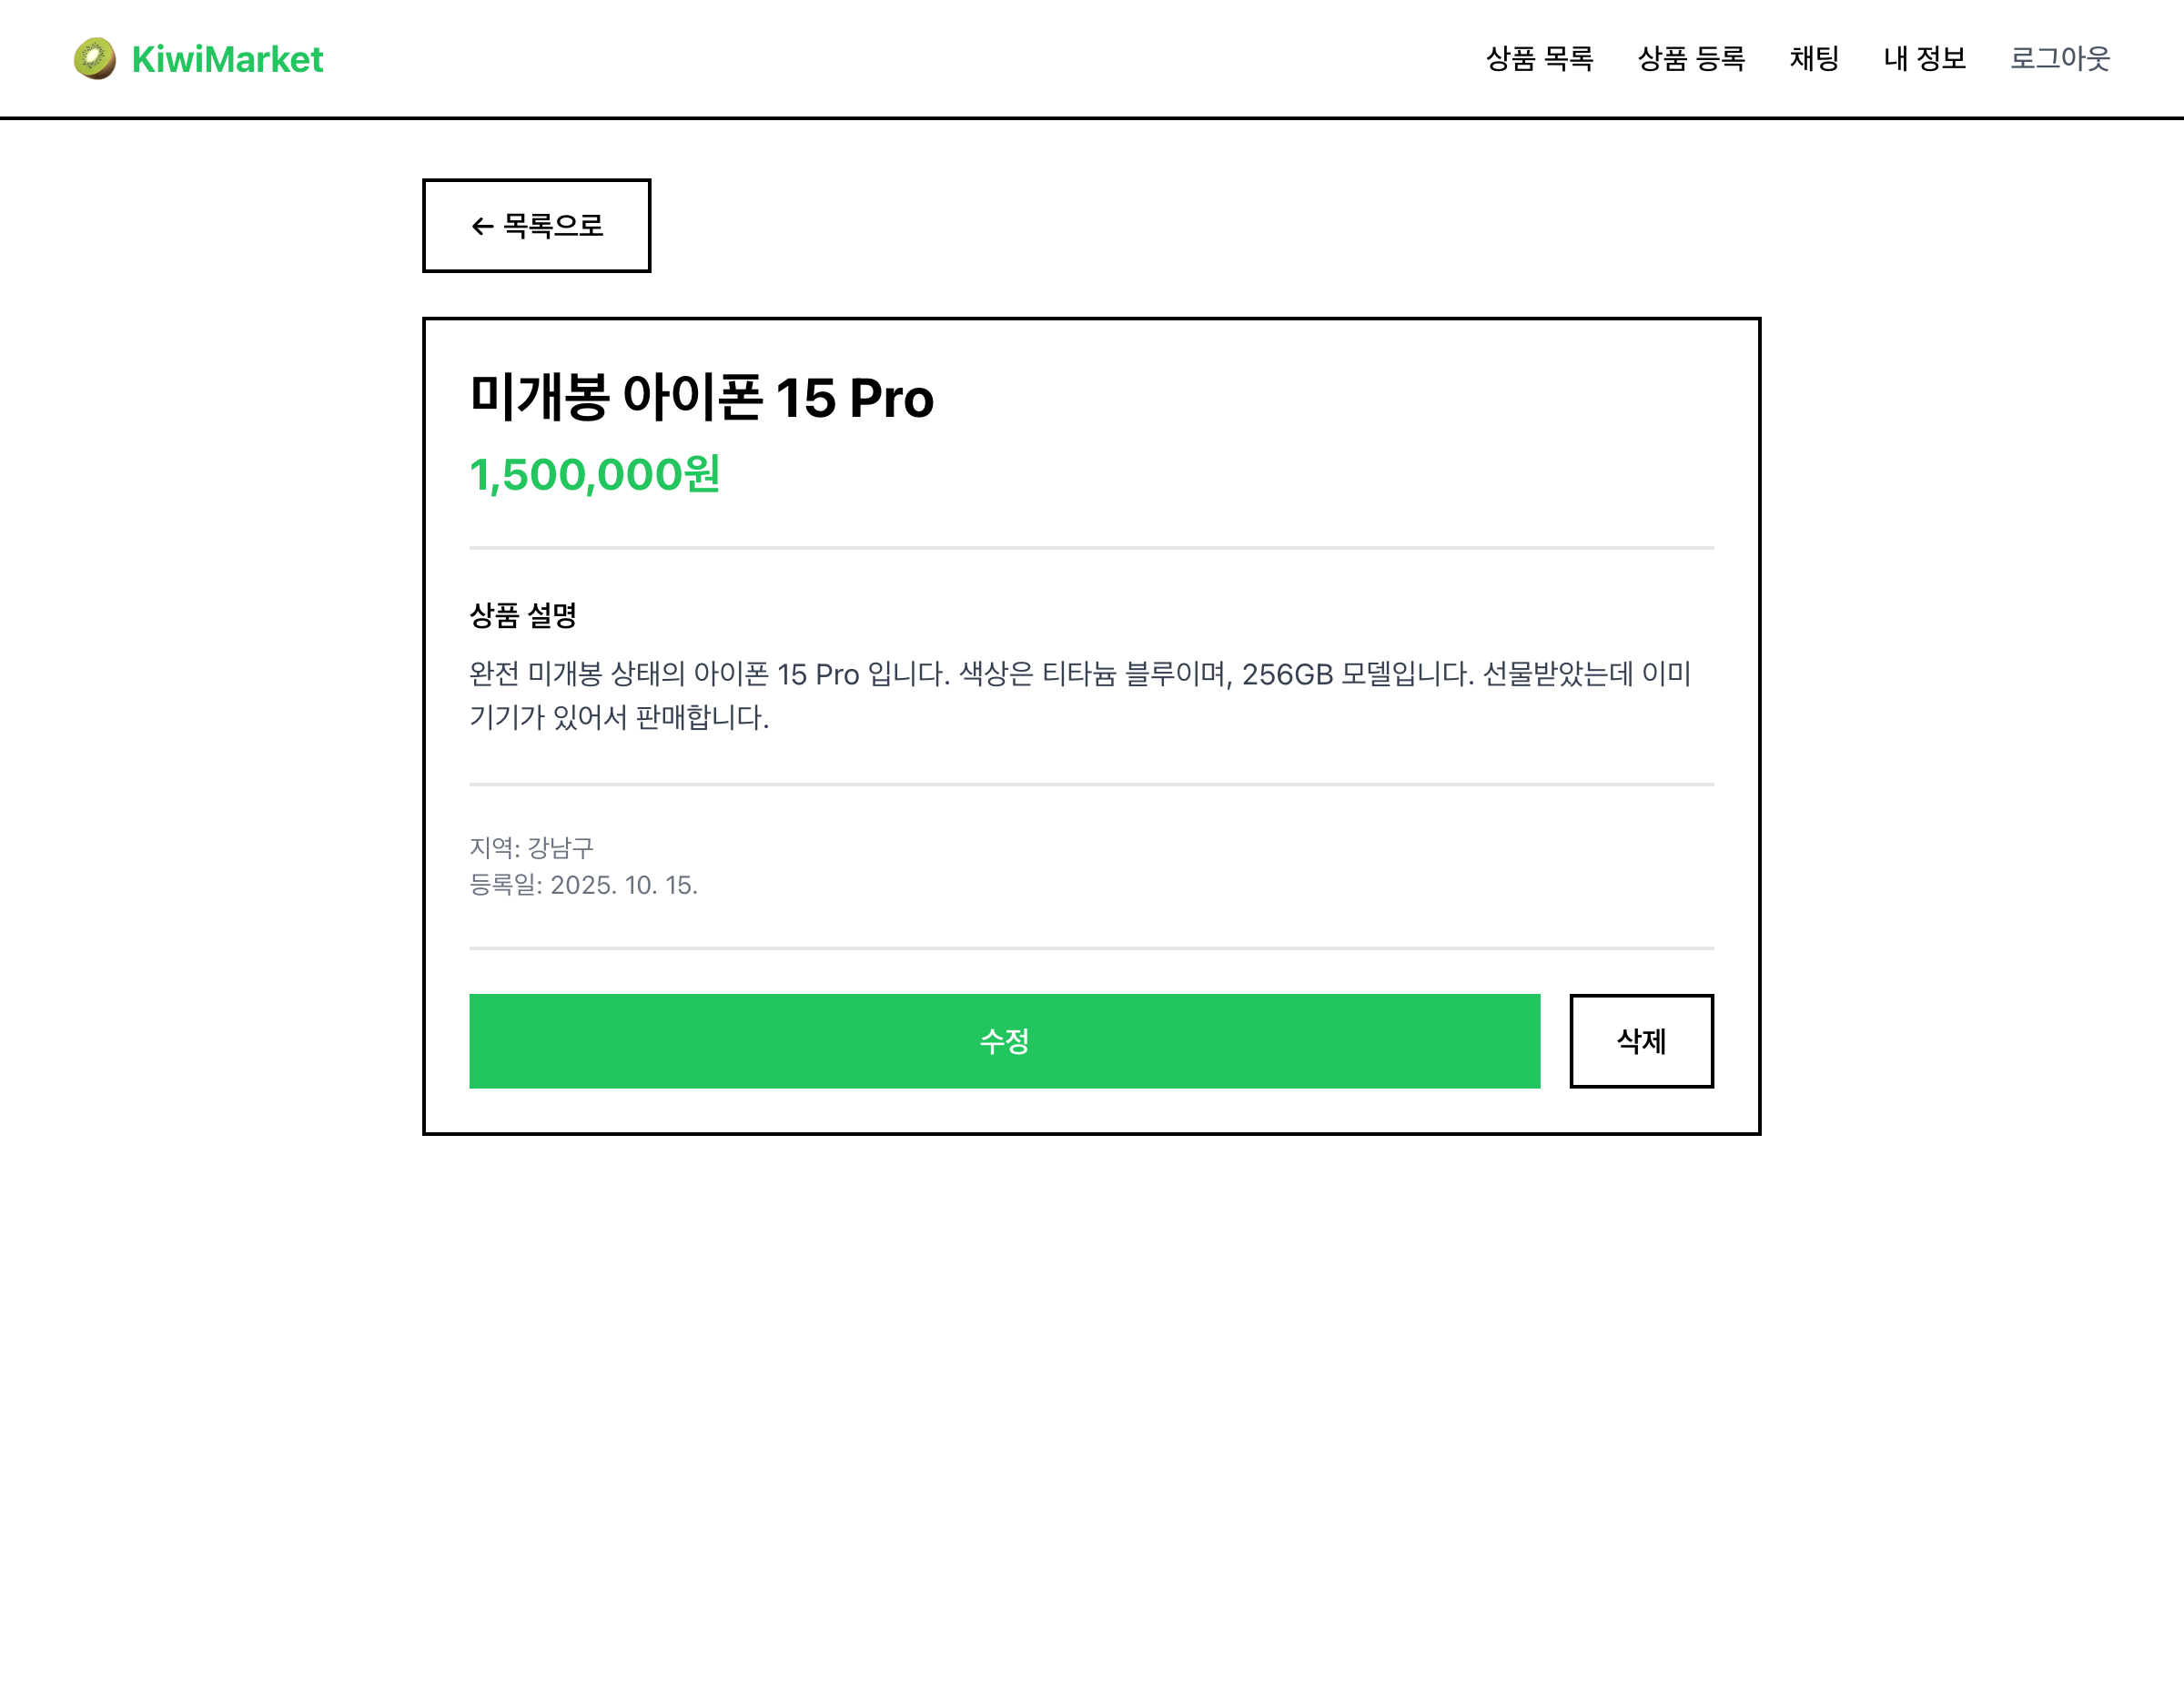 KiwiMarket
상품 목록 상품 등록 채팅 내 정보 로그아웃
← 목록으로
미개봉 아이폰 15 Pro
1,500,000원
상품 설명
완전 미개봉 상태의 아이폰 15 Pro 입니다. 색상은 티타늄 블루이며, 256GB 모델입니다. 선물받았는데 이미
기기가 있어서 판매합니다.
지역: 강남구
등록일: 2025. 10. 15.
수정
삭제